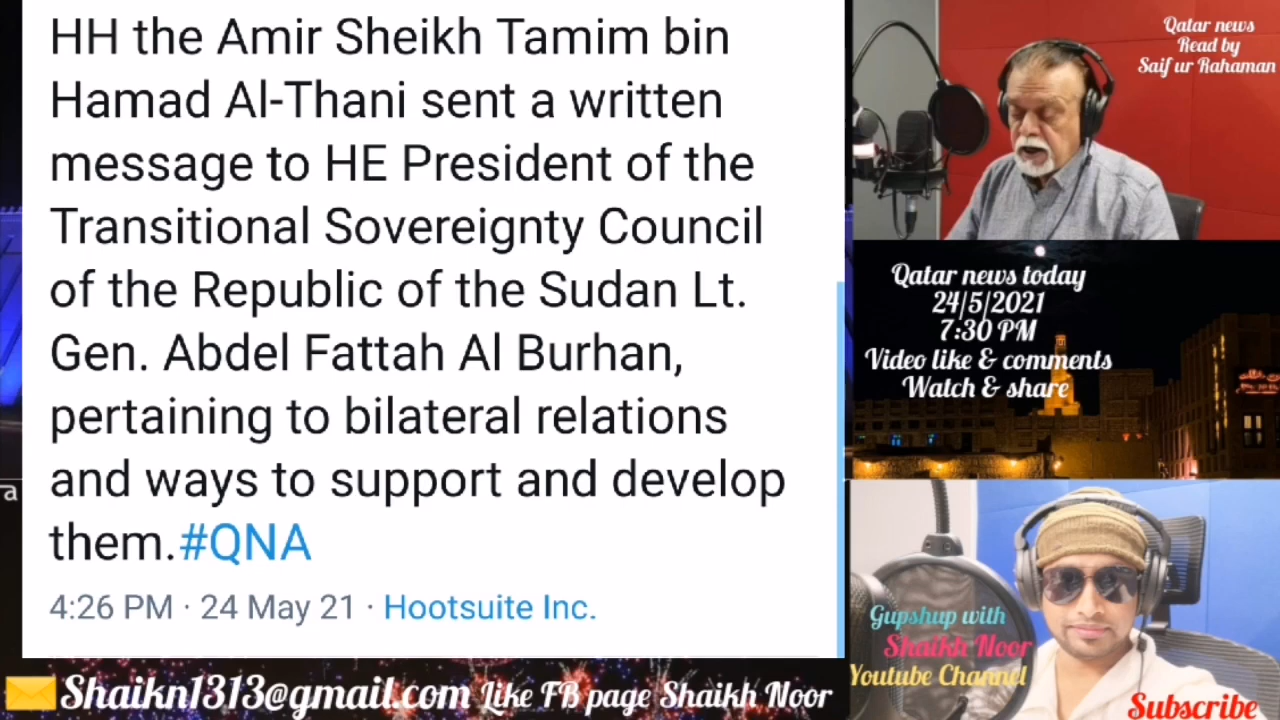 HH the Amir Sheikh Tamim bin
Hamad Al-Thani sent a written
message to HE President of the
Transitional Sovereignty Council
of the Republic of the Sudan Lt.
Gen. Abdel Fattah Al Burhan,
pertaining to bilateral relations
and ways to support and develop
them.#QNA
4:26 PM · 24 May 21 · Hootsuite Inc.
Qatar news
Read by
Saif ur Rahaman
Qatar news today
24/5/2021
7:30 PM
Video like & comments
Watch & share
Gupshup with
Shaikh Noor
Youtube Channel
Subscribe
a
Shaikn1313@gmail.com Like FB page Shaikh Noor